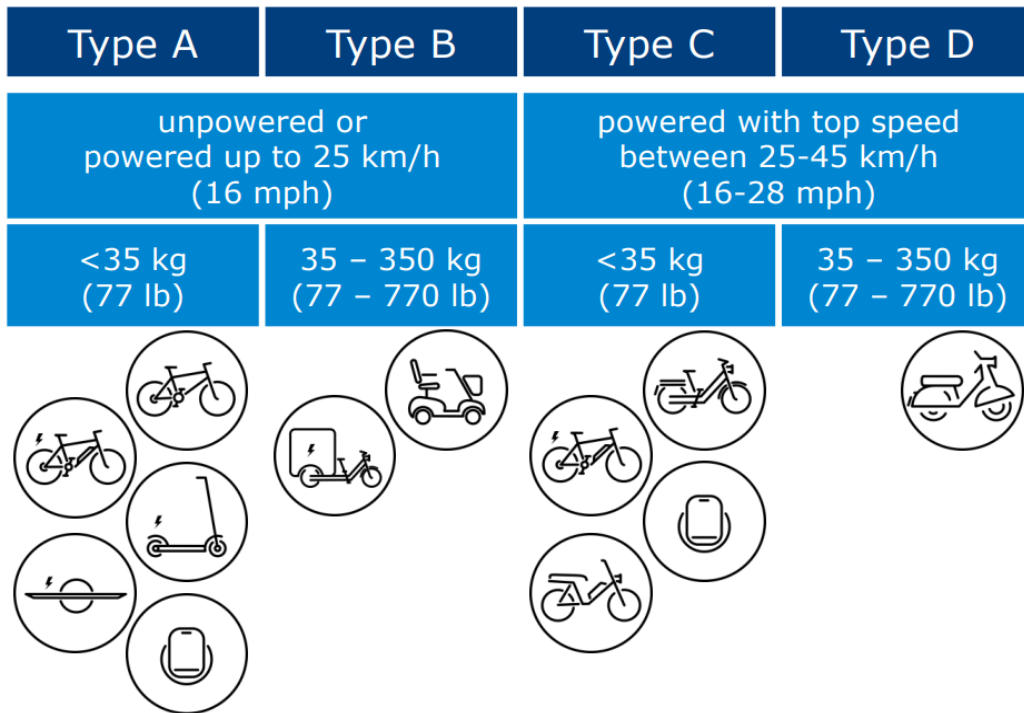 Type A
Type B
Type C
Type D
unpowered or
powered up to 25 km/h
(16 mph)
powered with top speed
between 25-45 km/h
(16-28 mph)
<35 kg
(77 lb)
35 – 350 kg
(77 – 770 lb)
<35 kg
(77 lb)
35 – 350 kg
(77 – 770 lb)